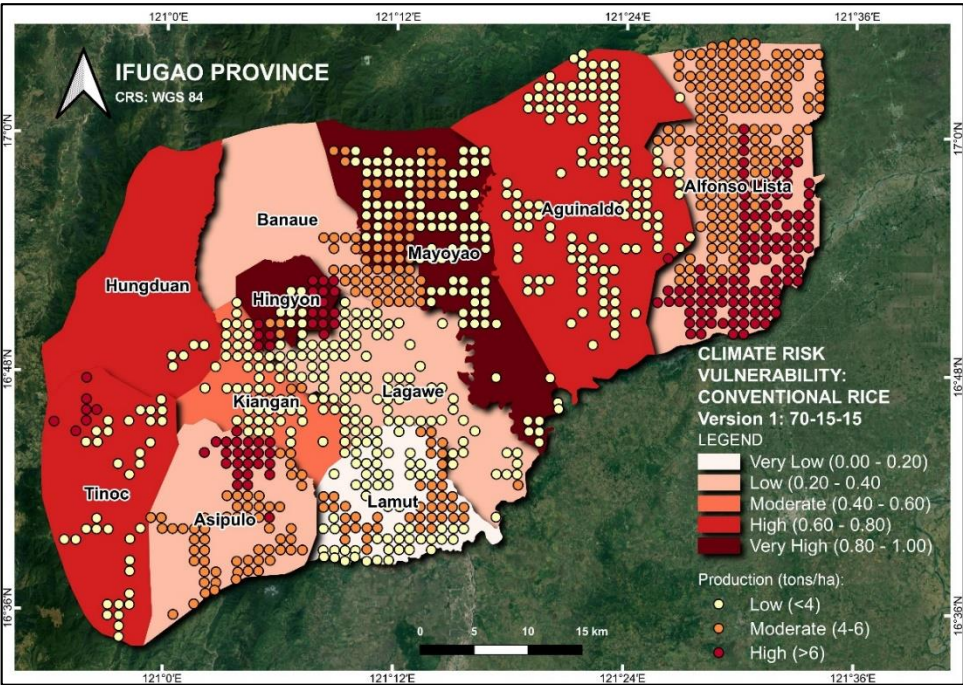 121°0'E 121°12'E 121°24'E 121°36'E
IFUGAO PROVINCE
CRS: WGS 84
17°0'N 17°0'N
Banaue
Mayoyao
Aguinaldo
Alfonso Lista
Hungduan
Hingyon
16°48'N 16°48'N
Kiangan
Lagawe
Tinoc
Asipulo
Lamut
CLIMATE RISK
VULNERABILITY:
CONVENTIONAL RICE
Version 1: 70-15-15
LEGEND
Very Low (0.00 - 0.20)
Low (0.20 - 0.40
Moderate (0.40 - 0.60)
High (0.60 - 0.80)
Very High (0.80 - 1.00)
Production (tons/ha):
Low (<4)
Moderate (4-6)
High (>6)
16°36'N 16°36'N
0 5 10 15 km
121°0'E 121°12'E 121°24'E 121°36'E